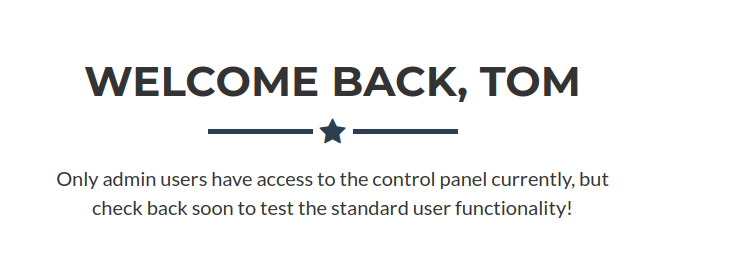 WELCOME BACK, TOM
Only admin users have access to the control panel currently, but
check back soon to test the standard user functionality!